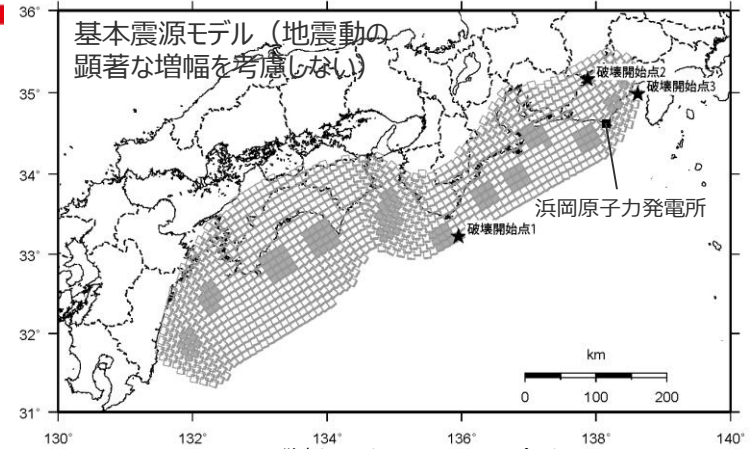 36°
基本震源モデル（地震動の
顕著な増幅を考慮しない）
破壊開始点2
35°
破壊開始点3
34°
浜岡原子力発電所
破壊開始点1
33°
32°
km
0 100 200
31°
130° 132° 134° 136° 138° 140°